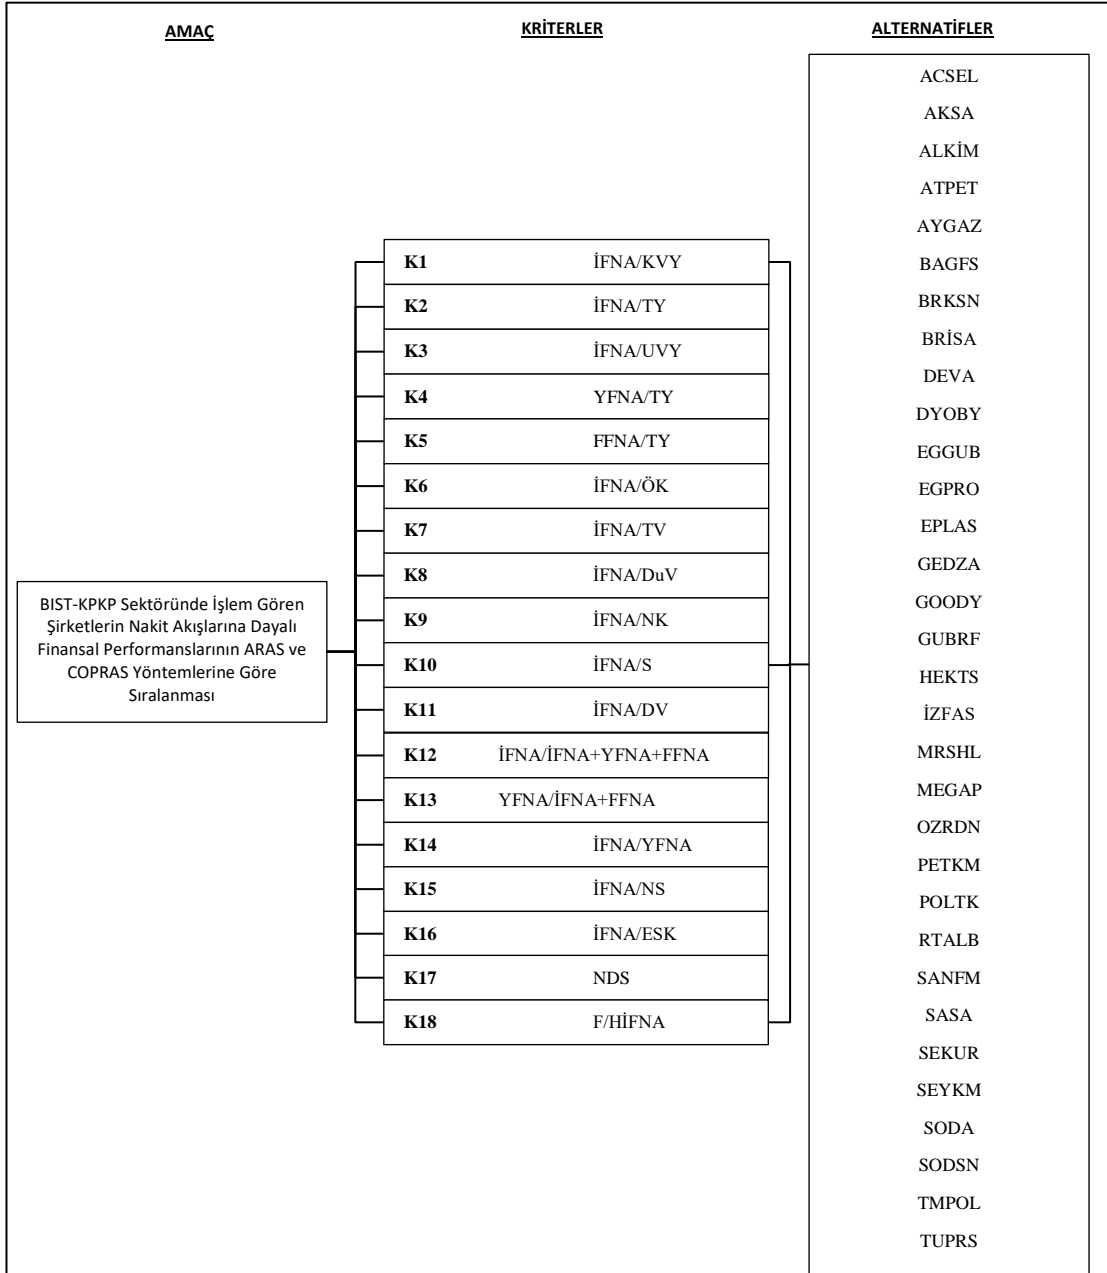 AMAÇ
KRİTERLER
ALTERNATİFLER
BIST-KPKP Sektöründe İşlem Gören
Şirketlerin Nakit Akışlarına Dayalı
Finansal Performanslarının ARAS ve
COPRAS Yöntemlerine Göre
Sıralanması
K1 İFNA/KVY
K2 İFNA/TY
K3 İFNA/UVY
K4 YFNA/TY
K5 FFNA/TY
K6 İFNA/ÖK
K7 İFNA/TV
K8 İFNA/DuV
K9 İFNA/NK
K10 İFNA/S
K11 İFNA/DV
K12 İFNA/İFNA+YFNA+FFNA
K13 YFNA/İFNA+FFNA
K14 İFNA/YFNA
K15 İFNA/NS
K16 İFNA/ESK
K17 NDS
K18 F/HİFNA
ACSEL
AKSA
ALKİM
ATPET
AYGAZ
BAGFS
BRKSN
BRİSA
DEVA
DYOBY
EGGUB
EGPRO
EPLAS
GEDZA
GOODY
GUBRF
HEKTS
İZFAS
MRSHL
MEGAP
OZRDN
PETKM
POLTK
RTALB
SANFM
SASA
SEKUR
SEYKM
SODA
SODSN
TMPOL
TUPRS